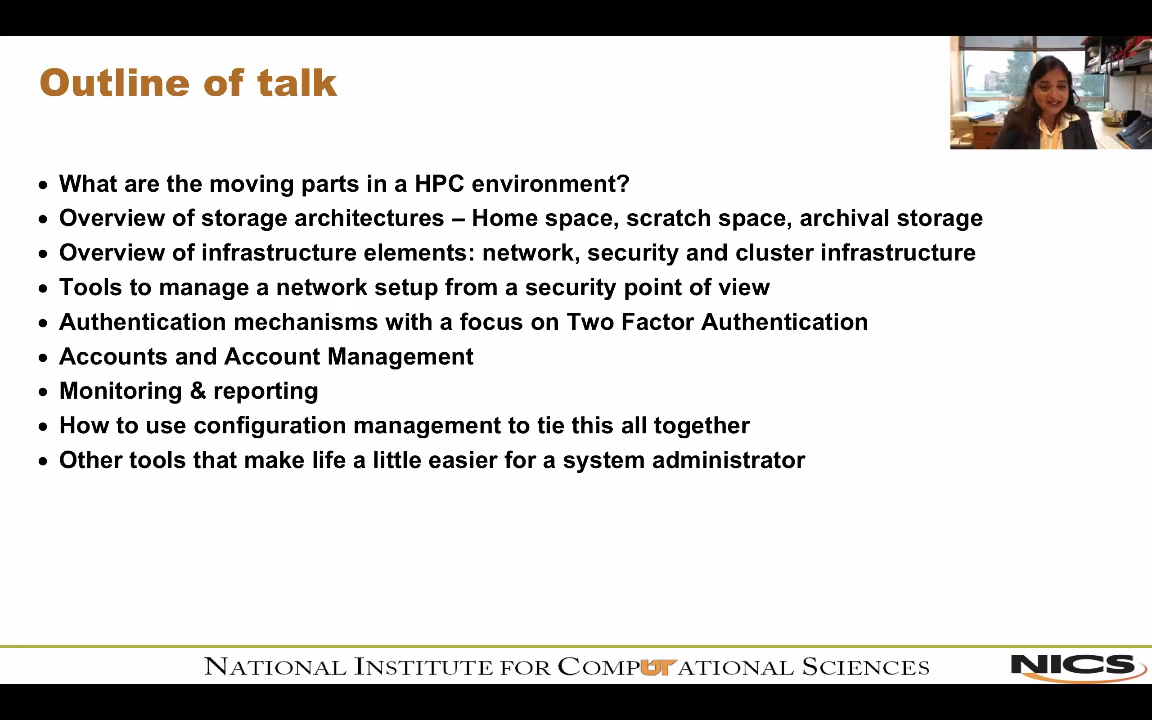 Outline of talk
• What are the moving parts in a HPC environment?
• Overview of storage architectures – Home space, scratch space, archival storage
• Overview of infrastructure elements: network, security and cluster infrastructure
• Tools to manage a network setup from a security point of view
• Authentication mechanisms with a focus on Two Factor Authentication
• Accounts and Account Management
• Monitoring & reporting
• How to use configuration management to tie this all together
• Other tools that make life a little easier for a system administrator
NATIONAL INSTITUTE FOR COMPUTATIONAL SCIENCES
NICS